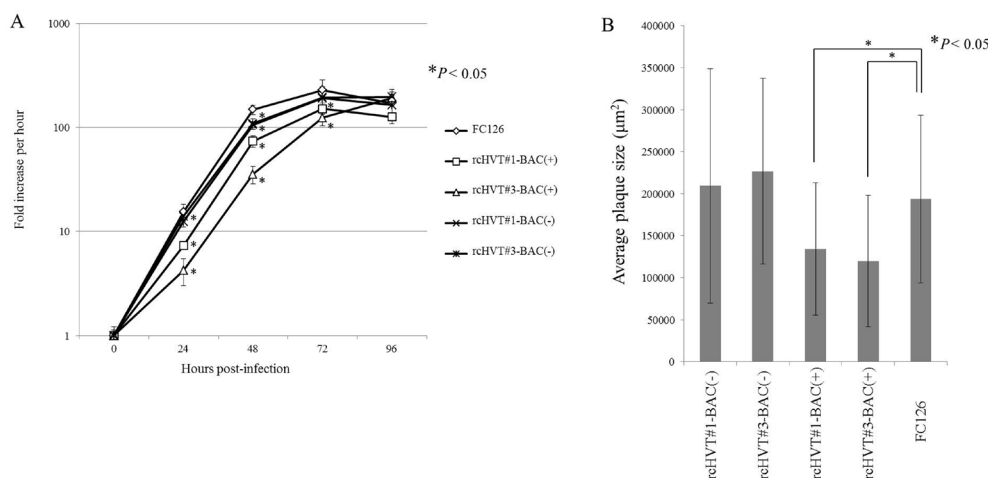 A
Fold increase per hour
1000
100
10
1
0
24
48
72
96
Hours post-infection
*
*
*
*
*
*
*
*
*
*P< 0.05
FC126
rcHVT#1-BAC(+)
rcHVT#3-BAC(+)
rcHVT#1-BAC(-)
rcHVT#3-BAC(-)
B
Average plaque size (µm²)
400000
350000
300000
250000
200000
150000
100000
50000
0
*
*
*P< 0.05
rcHVT#1-BAC(-)
rcHVT#3-BAC(-)
rcHVT#1-BAC(+)
rcHVT#3-BAC(+)
FC126